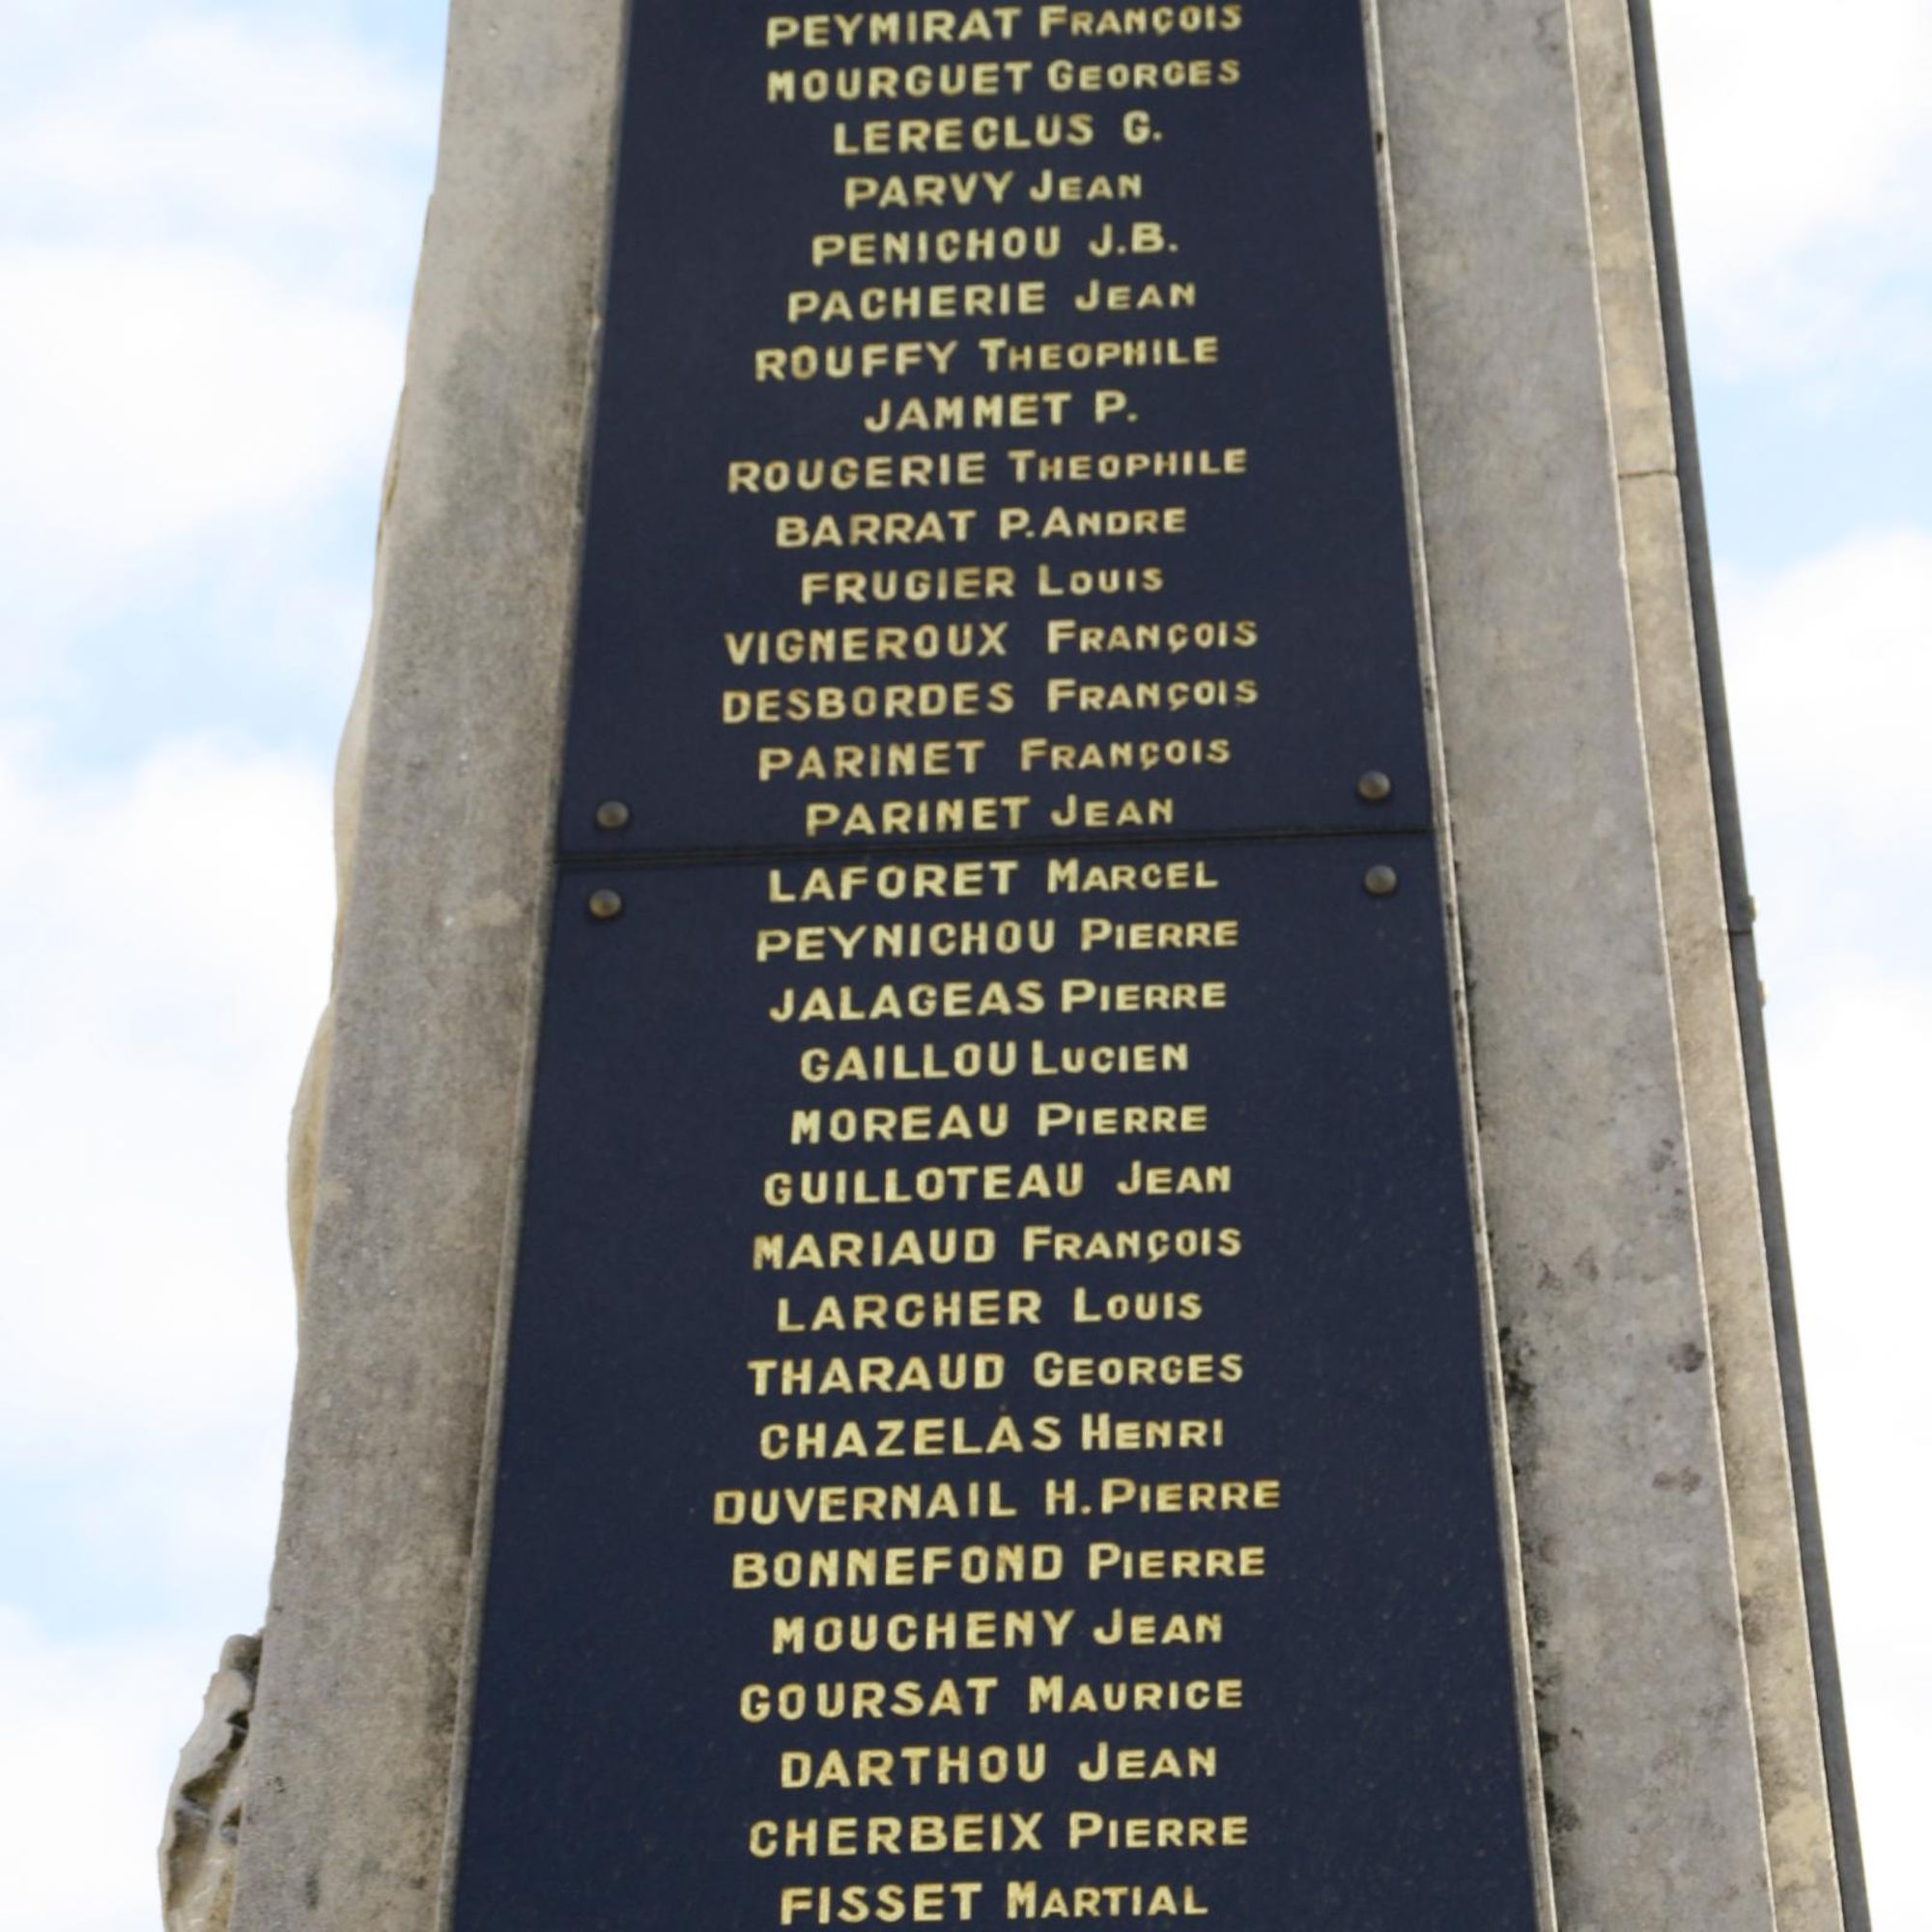 PEYMIRAT FRANÇOIS
MOURGUET GEORGES
LERECLUS G.
PARVY JEAN
PENICHOU J.B.
PACHERIE JEAN
ROUFFY THEOPHILE
JAMMET P.
ROUGERIE THEOPHILE
BARRAT P. ANDRE
FRUGIER LOUIS
VIGNEROUX FRANÇOIS
DESBORDES FRANÇOIS
PARINET FRANÇOIS
PARINET JEAN
LAFORET MARCEL
PEYNICHOU PIERRE
JALAGEAS PIERRE
GAILLOU LUCIEN
MOREAU PIERRE
GUILLOTEAU JEAN
MARIAUD FRANÇOIS
LARCHER LOUIS
THARAUD GEORGES
CHAZELAS HENRI
DUVERNAIL H. PIERRE
BONNEFOND PIERRE
MOUCHENY JEAN
GOURSAT MAURICE
DARTHOU JEAN
CHERBEIX PIERRE
FISSET MARTIAL